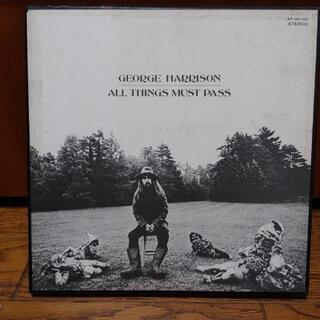 STEREO
GEORGE HARRISON
ALL THINGS MUST PASS